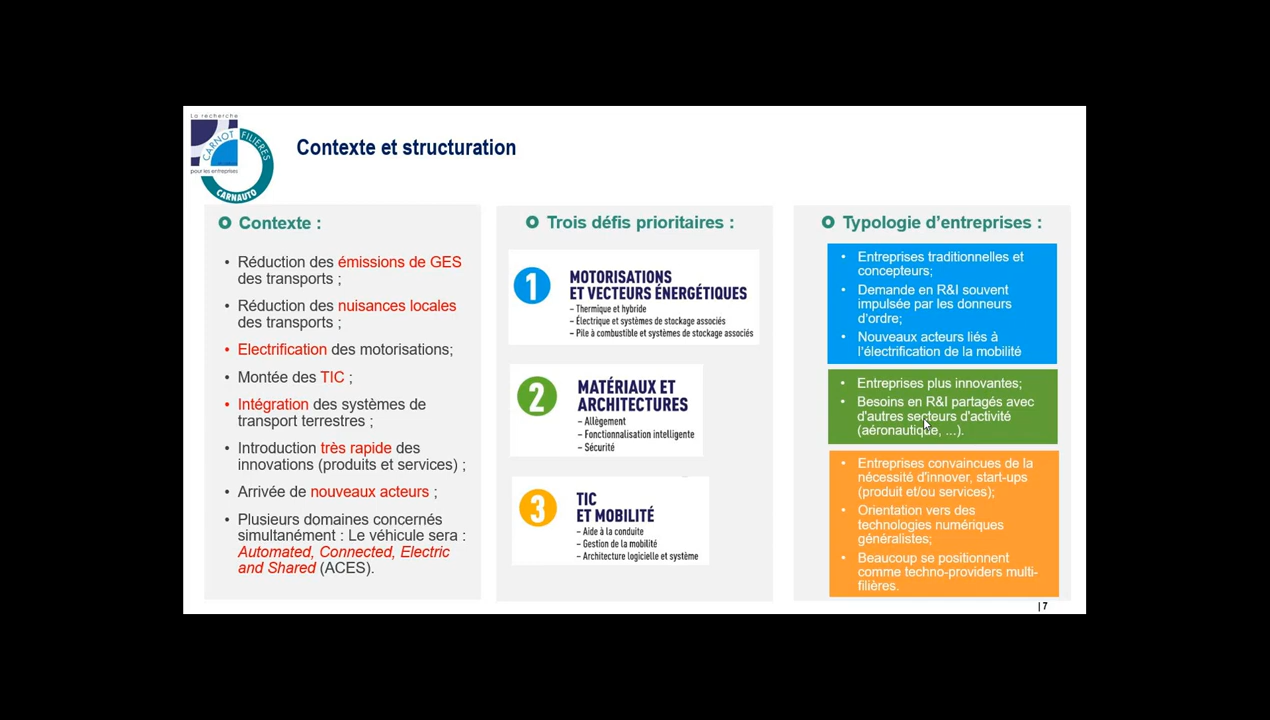 La recherche
CARNOT
FILIÈRES
pour les entreprises
CARNAUTO
Contexte et structuration
Contexte :
• Réduction des émissions de GES
des transports ;
• Réduction des nuisances locales
des transports ;
• Electrification des motorisations;
• Montée des TIC ;
• Intégration des systèmes de
transport terrestres ;
• Introduction très rapide des
innovations (produits et services) ;
• Arrivée de nouveaux acteurs ;
• Plusieurs domaines concernés
simultanément : Le véhicule sera :
Automated, Connected, Electric
and Shared (ACES).
Trois défis prioritaires :
1
MOTORISATIONS
ET VECTEURS ÉNERGÉTIQUES
– Thermique et hybride
– Électrique et systèmes de stockage associés
– Pile à combustible et systèmes de stockage associés
2
MATÉRIAUX ET
ARCHITECTURES
– Allègement
– Fonctionnalisation intelligente
– Sécurité
3
TIC
ET MOBILITÉ
– Aide à la conduite
– Gestion de la mobilité
– Architecture logicielle et système
Typologie d'entreprises :
• Entreprises traditionnelles et
concepteurs;
• Demande en R&I souvent
impulsée par les donneurs
d'ordre;
• Nouveaux acteurs liés à
l'électrification de la mobilité
• Entreprises plus innovantes;
• Besoins en R&I partagés avec
d'autres secteurs d'activité
(aéronautique, ...).
• Entreprises convaincues de la
nécessité d'innover, start-ups
(produit et/ou services);
• Orientation vers des
technologies numériques
généralistes;
• Beaucoup se positionnent
comme techno-providers multi-
filières.
| 7